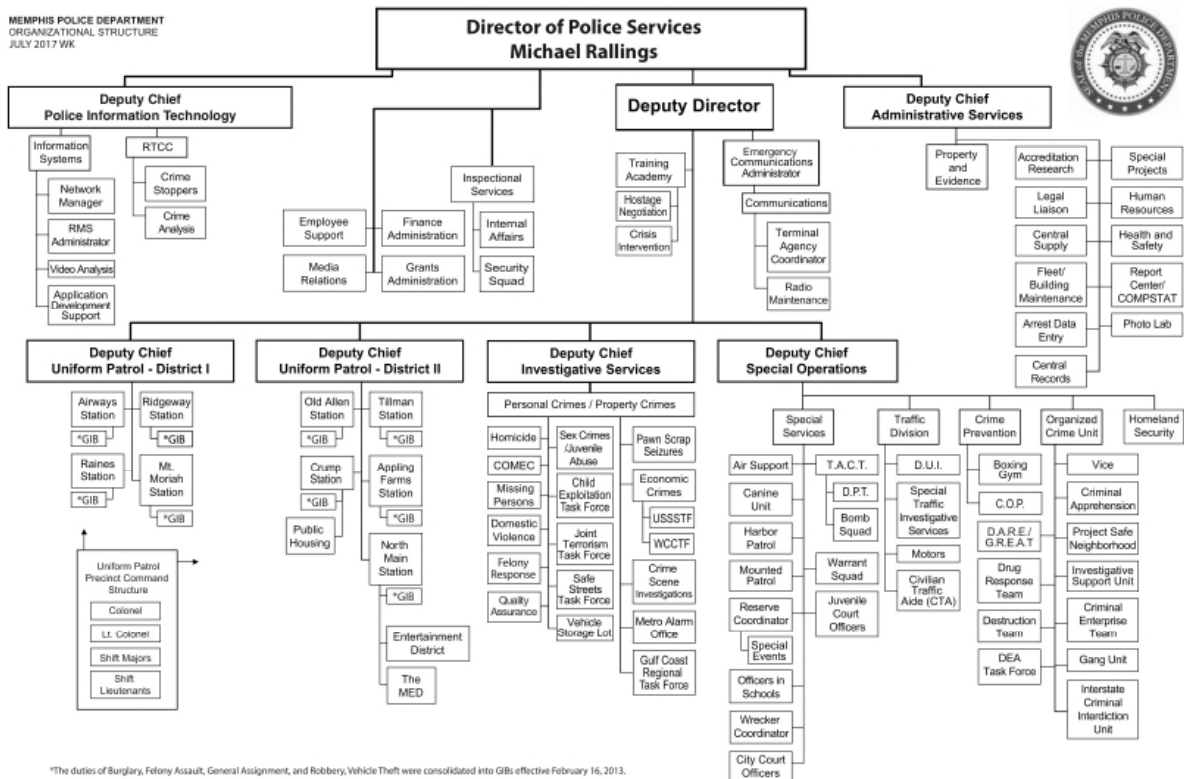 MEMPHIS POLICE DEPARTMENT
ORGANIZATIONAL STRUCTURE
JULY 2017 WK
Director of Police Services
Michael Rallings
SEAL of the MEMPHIS POLICE DEPARTMENT
Deputy Chief
Police Information Technology
Information
Systems
Network
Manager
RMS
Administrator
Video Analysis
Application
Development
Support
RTCC
Crime
Stoppers
Crime
Analysis
Employee
Support
Media
Relations
Finance
Administration
Grants
Administration
Inspectional
Services
Internal
Affairs
Security
Squad
Deputy Director
Training
Academy
Hostage
Negotiation
Crisis
Intervention
Emergency
Communications
Administrator
Communications
Terminal
Agency
Coordinator
Radio
Maintenance
Deputy Chief
Administrative Services
Property
and
Evidence
Accreditation
Research
Legal
Liaison
Central
Supply
Fleet/
Building
Maintenance
Arrest Data
Entry
Central
Records
Special
Projects
Human
Resources
Health and
Safety
Report
Center/
COMPSTAT
Photo Lab
Deputy Chief
Uniform Patrol - District I
Airways
Station
*GIB
Raines
Station
*GIB
Ridgeway
Station
*GIB
Mt.
Moriah
Station
*GIB
Uniform Patrol
Precinct Command
Structure
Colonel
Lt. Colonel
Shift Majors
Shift
Lieutenants
Deputy Chief
Uniform Patrol - District II
Old Allen
Station
*GIB
Crump
Station
*GIB
Public
Housing
Tillman
Station
*GIB
Appling
Farms
Station
*GIB
North
Main
Station
*GIB
Entertainment
District
The
MED
Deputy Chief
Investigative Services
Personal Crimes / Property Crimes
Homicide
COMEC
Missing
Persons
Domestic
Violence
Felony
Response
Quality
Assurance
Sex Crimes
/Juvenile
Abuse
Child
Exploitation
Task Force
Joint
Terrorism
Task Force
Safe
Streets
Task Force
Vehicle
Storage Lot
Pawn Scrap
Seizures
Economic
Crimes
USSSTF
WCCTF
Crime
Scene
Investigations
Metro Alarm
Office
Gulf Coast
Regional
Task Force
Deputy Chief
Special Operations
Special
Services
Air Support
Canine
Unit
Harbor
Patrol
Mounted
Patrol
Reserve
Coordinator
Special
Events
Officers in
Schools
Wrecker
Coordinator
City Court
Officers
T.A.C.T.
D.P.T.
Bomb
Squad
Warrant
Squad
Juvenile
Court
Officers
Traffic
Division
D.U.I.
Special
Traffic
Investigative
Services
Motors
Civilian
Traffic
Aide (CTA)
Crime
Prevention
Boxing
Gym
C.O.P.
D.A.R.E./
G.R.E.A.T
Drug
Response
Team
Destruction
Team
DEA
Task Force
Organized
Crime Unit
Vice
Criminal
Apprehension
Project Safe
Neighborhood
Investigative
Support Unit
Criminal
Enterprise
Team
Gang Unit
Interstate
Criminal
Interdiction
Unit
Homeland
Security
*The duties of Burglary, Felony Assault, General Assignment, and Robbery, Vehicle Theft were consolidated into GIBs effective February 16, 2013.